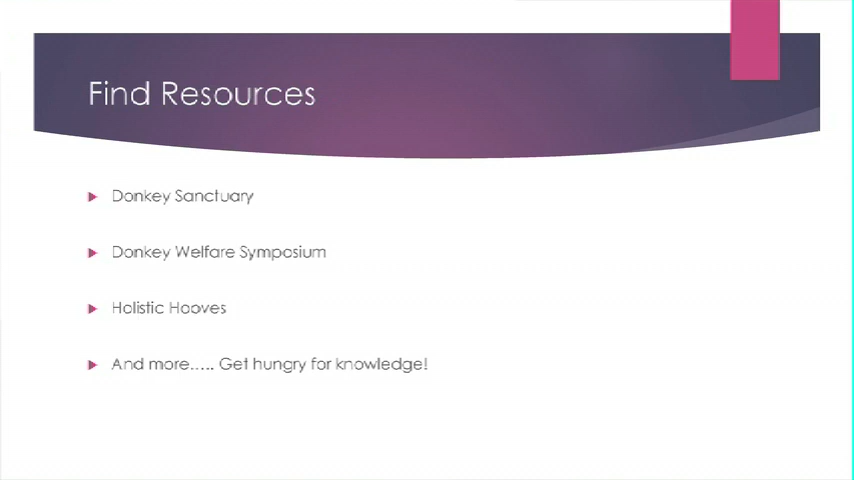 Find Resources
Donkey Sanctuary
Donkey Welfare Symposium
Holistic Hooves
And more..... Get hungry for knowledge!